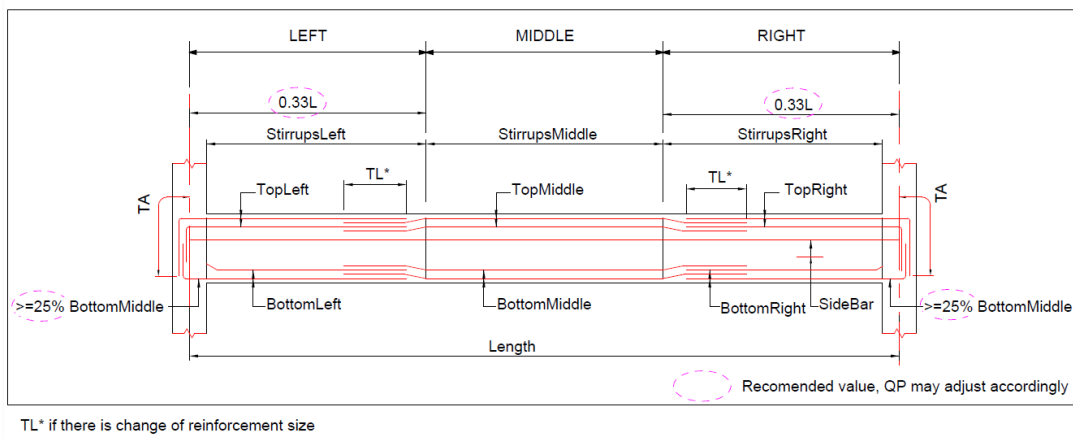 LEFT
MIDDLE
RIGHT
0.33L
0.33L
StirrupsLeft
StirrupsMiddle
StirrupsRight
TL*
TL*
TopLeft
TopMiddle
TopRight
TA
TA
BottomLeft
BottomMiddle
BottomRight
SideBar
>=25% BottomMiddle
>=25% BottomMiddle
Length
Recomended value, QP may adjust accordingly
TL* if there is change of reinforcement size